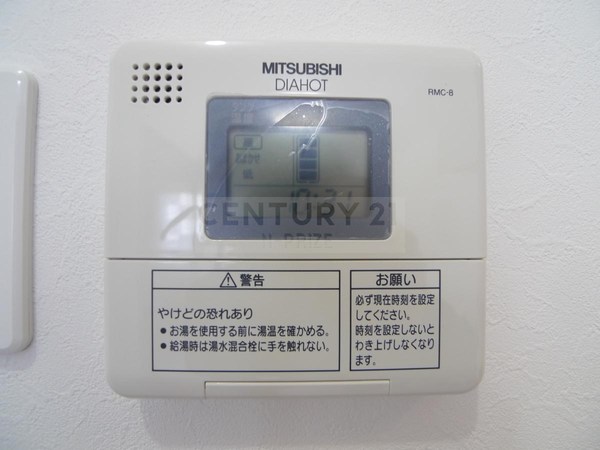 MITSUBISHI
DIAHOT
RMC-8
CENTURY 21
警告
やけどの恐れあり
● お湯を使用する前に湯温を確かめる。
● 給湯時は湯水混合栓に手を触れない。
お願い
必ず現在時刻を設定
してください。
時刻を設定しないと
わき上げしなくなり
ます。